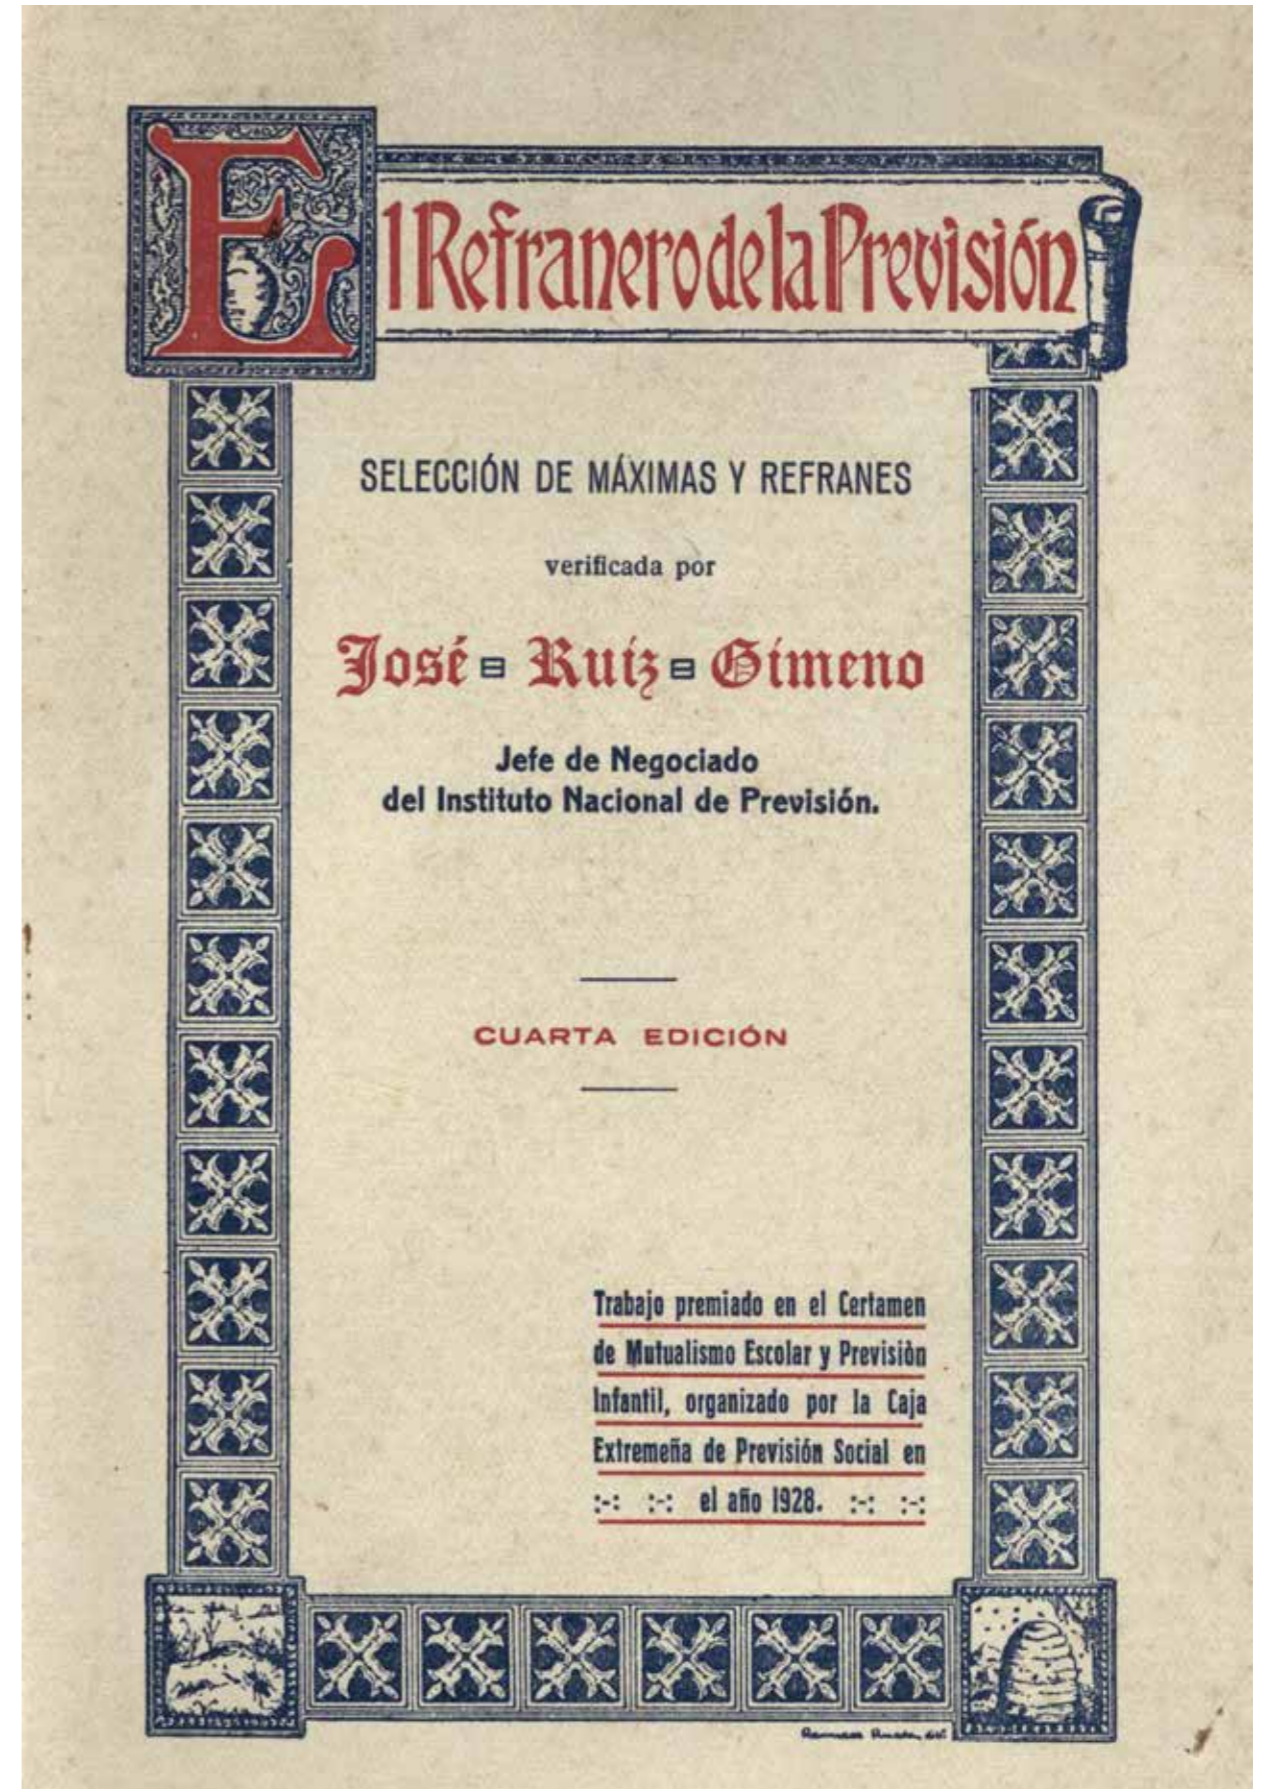 El Refranero de la Previsión
SELECCIÓN DE MÁXIMAS Y REFRANES
verificada por
José = Ruiz = Gimeno
Jefe de Negociado
del Instituto Nacional de Previsión.
CUARTA EDICIÓN
Trabajo premiado en el Certamen
de Mutualismo Escolar y Previsión
Infantil, organizado por la Caja
Extremeña de Previsión Social en
:-: :-: el año 1928. :-: :-: